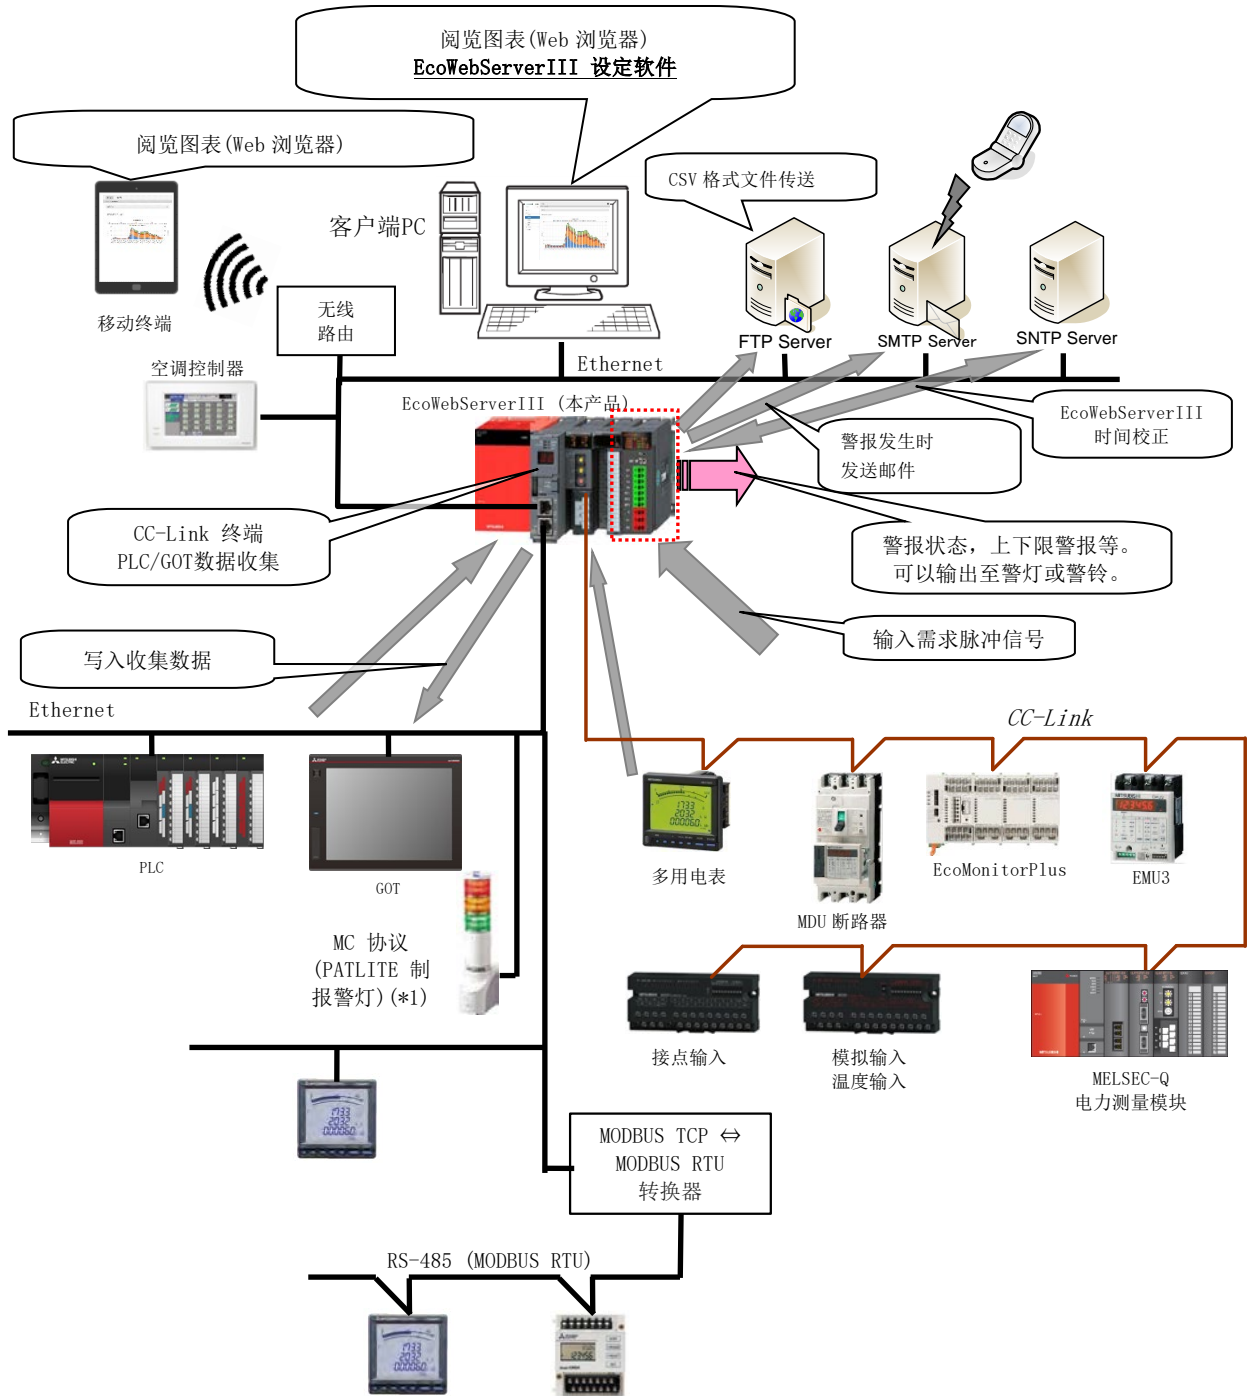 阅览图表(Web 浏览器)
EcoWebServerIII 设定软件
阅览图表(Web 浏览器)
CSV 格式文件传送
客户端PC
移动终端
无线
路由
FTP Server
SMTP Server
SNTP Server
Ethernet
空调控制器
EcoWebServerIII (本产品)
EcoWebServerIII
时间校正
警报发生时
发送邮件
CC-Link 终端
PLC/GOT数据收集
警报状态，上下限警报等。
可以输出至警灯或警铃。
写入收集数据
输入需求脉冲信号
Ethernet
CC-Link
PLC
GOT
多用电表
MDU 断路器
EcoMonitorPlus
EMU3
MC 协议
(PATLITE 制
报警灯)(*1)
接点输入
模拟输入
温度输入
MELSEC-Q
电力测量模块
MODBUS TCP ⇔
MODBUS RTU
转换器
RS-485 (MODBUS RTU)